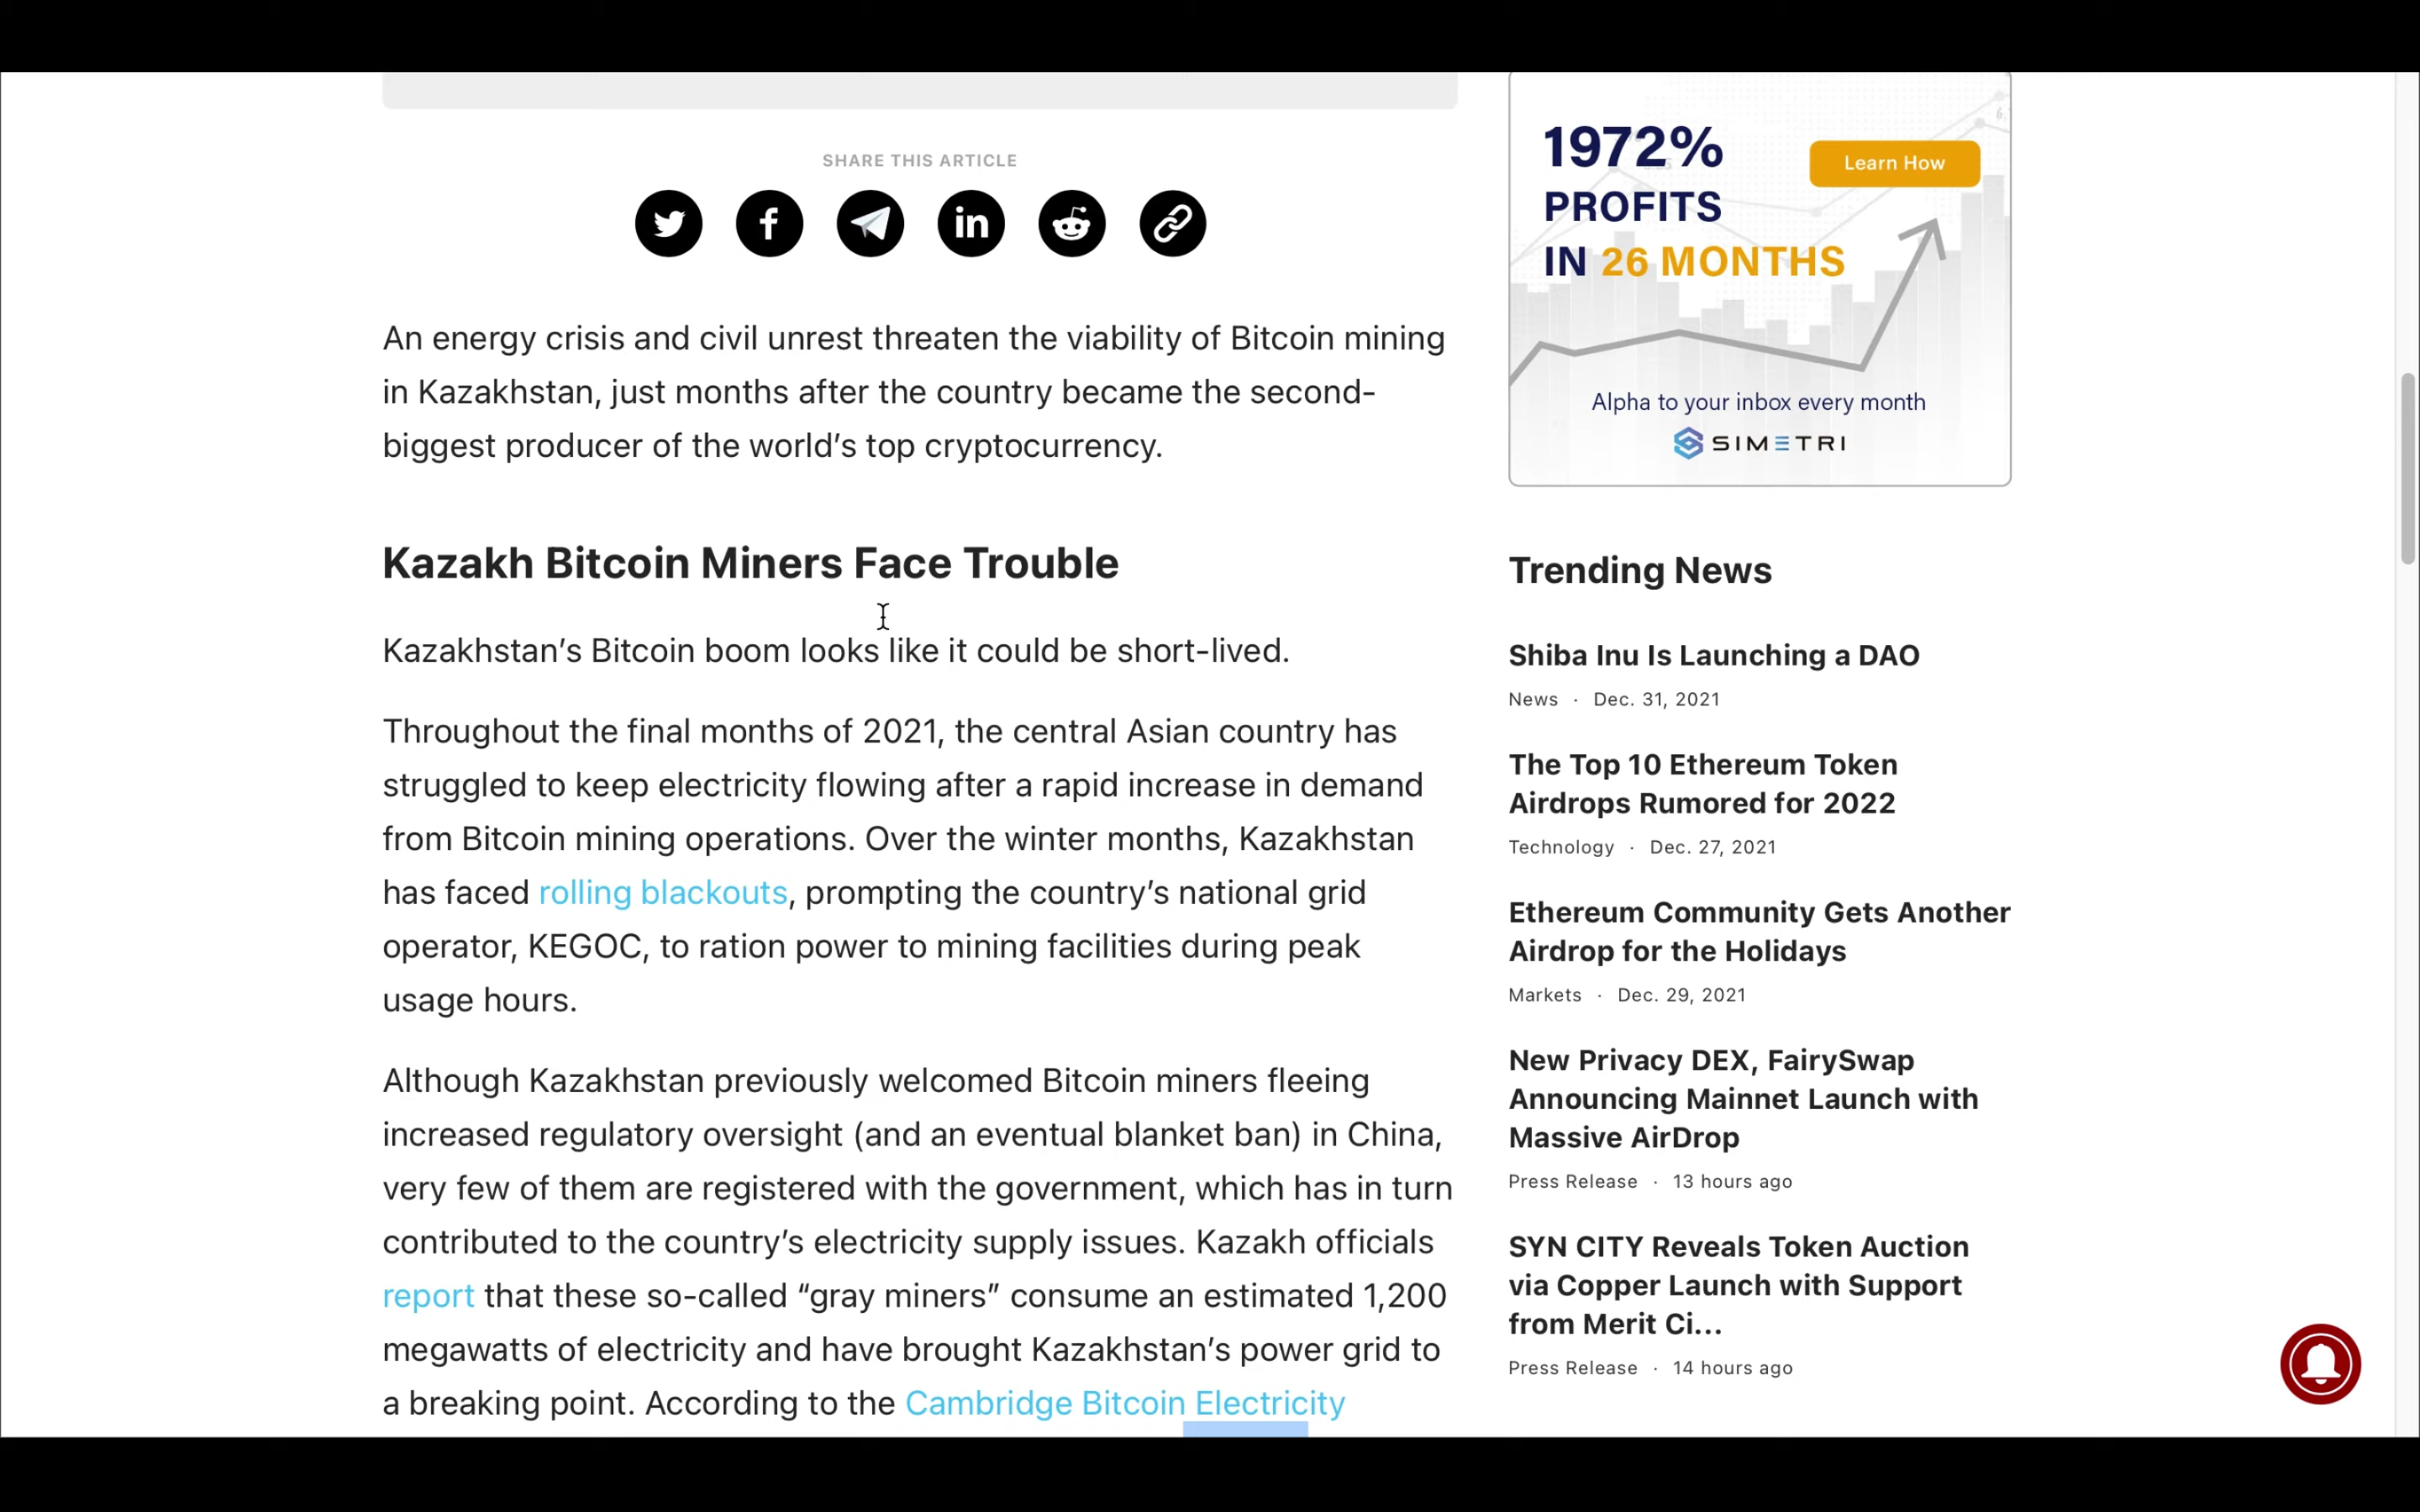 SHARE THIS ARTICLE
An energy crisis and civil unrest threaten the viability of Bitcoin mining
in Kazakhstan, just months after the country became the second-
biggest producer of the world’s top cryptocurrency.
Kazakh Bitcoin Miners Face Trouble
Kazakhstan’s Bitcoin boom looks like it could be short-lived.
Throughout the final months of 2021, the central Asian country has
struggled to keep electricity flowing after a rapid increase in demand
from Bitcoin mining operations. Over the winter months, Kazakhstan
has faced rolling blackouts, prompting the country’s national grid
operator, KEGOC, to ration power to mining facilities during peak
usage hours.
Although Kazakhstan previously welcomed Bitcoin miners fleeing
increased regulatory oversight (and an eventual blanket ban) in China,
very few of them are registered with the government, which has in turn
contributed to the country’s electricity supply issues. Kazakh officials
report that these so-called “gray miners” consume an estimated 1,200
megawatts of electricity and have brought Kazakhstan’s power grid to
a breaking point. According to the Cambridge Bitcoin Electricity
1972%
PROFITS
IN 26 MONTHS
Learn How
Alpha to your inbox every month
SIMETRI
Trending News
Shiba Inu Is Launching a DAO
News · Dec. 31, 2021
The Top 10 Ethereum Token
Airdrops Rumored for 2022
Technology · Dec. 27, 2021
Ethereum Community Gets Another
Airdrop for the Holidays
Markets · Dec. 29, 2021
New Privacy DEX, FairySwap
Announcing Mainnet Launch with
Massive AirDrop
Press Release · 13 hours ago
SYN CITY Reveals Token Auction
via Copper Launch with Support
from Merit Ci...
Press Release · 14 hours ago